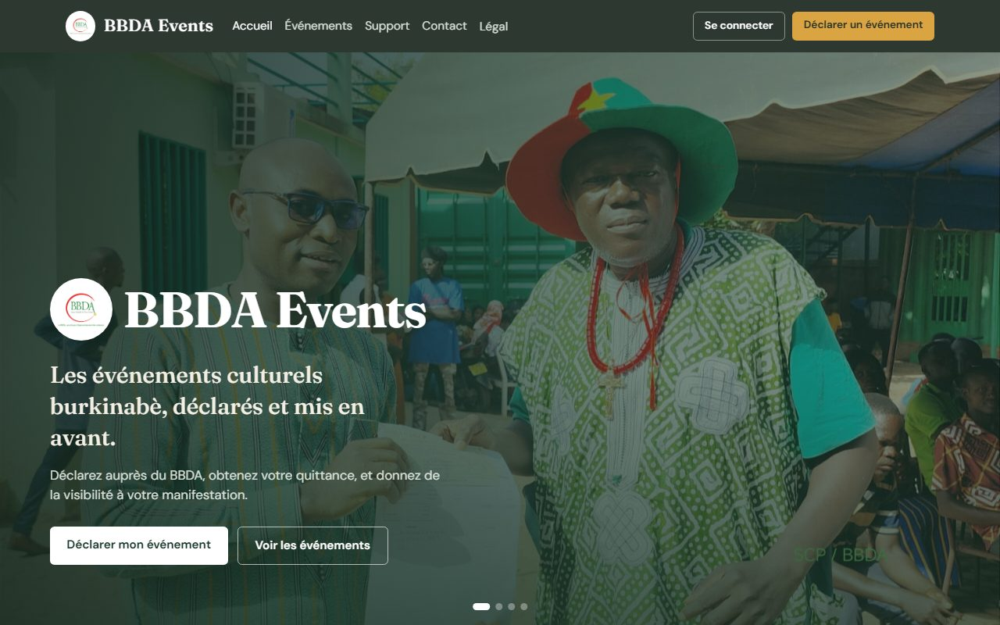 BBDA
BBDA Events
Accueil
Événements
Support
Contact
Légal
Se connecter
Déclarer un événement
BBDA
BBDA Events
Les événements culturels
burkinabè, déclarés et mis en
avant.
Déclarez auprès du BBDA, obtenez votre quittance, et donnez de
la visibilité à votre manifestation.
Déclarer mon événement
Voir les événements
SCP / BBDA